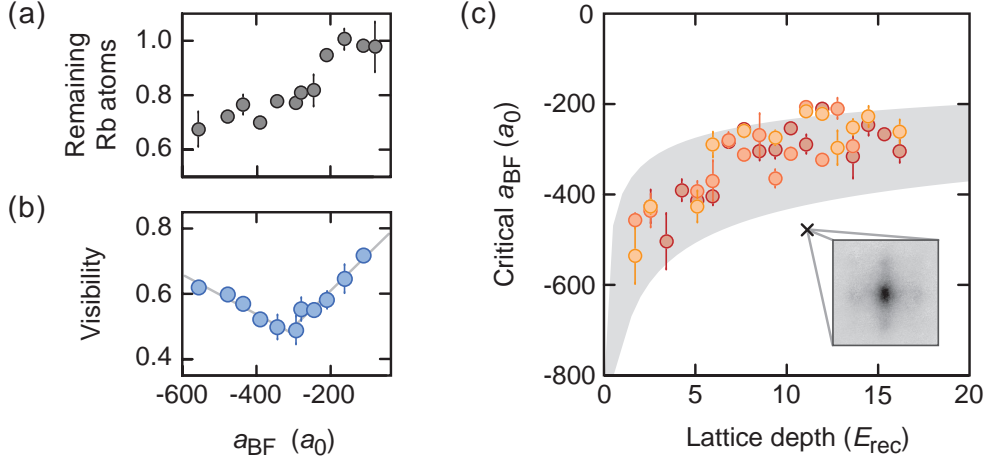 (a)
Remaining
Rb atoms
1.0
0.8
0.6
(b)
Visibility
0.8
0.6
0.4
-600
-400
-200
aBF (a0)
(c)
Critical aBF (a0)
-0
-200
-400
-600
-800
0
5
10
15
20
Lattice depth (Erec)